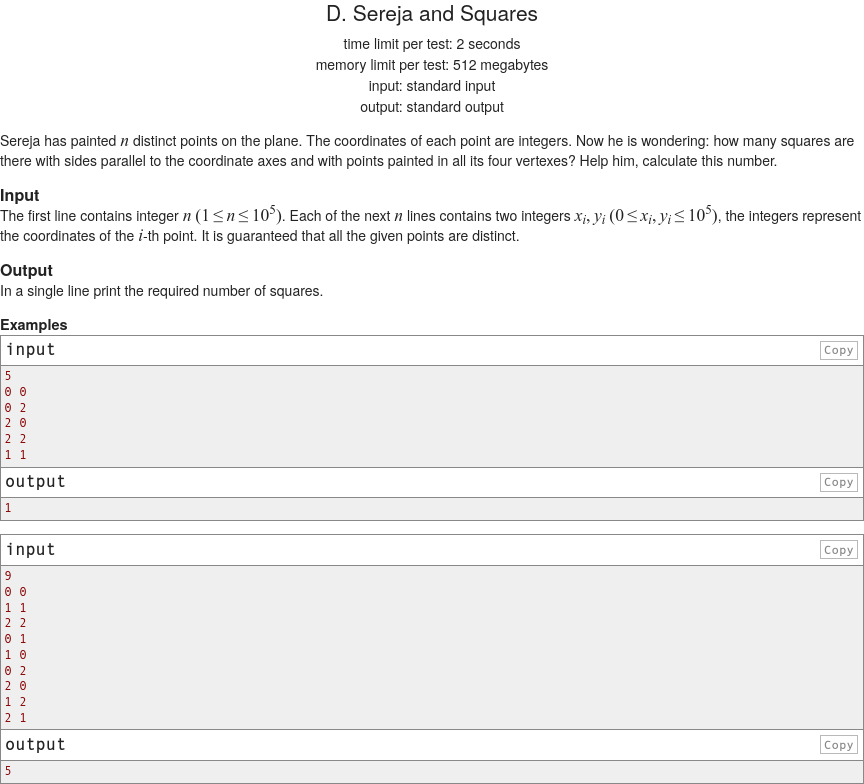 D. Sereja and Squares
time limit per test: 2 seconds
memory limit per test: 512 megabytes
input: standard input
output: standard output
Sereja has painted n distinct points on the plane. The coordinates of each point are integers. Now he is wondering: how many squares are
there with sides parallel to the coordinate axes and with points painted in all its four vertexes? Help him, calculate this number.
Input
The first line contains integer n (1 ≤ n ≤ 10^5). Each of the next n lines contains two integers x_i, y_i (0 ≤ x_i, y_i ≤ 10^5), the integers represent
the coordinates of the i-th point. It is guaranteed that all the given points are distinct.
Output
In a single line print the required number of squares.
Examples
input Copy
5
0 0
0 2
2 0
2 2
1 1
output Copy
1
input Copy
9
0 0
1 1
2 2
0 1
1 0
0 2
2 0
1 2
2 1
output Copy
5